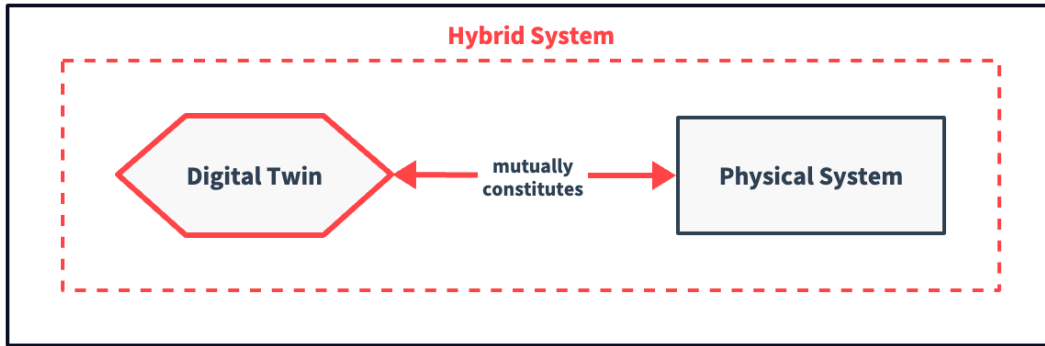 Hybrid System
Digital Twin
mutually
constitutes
Physical System